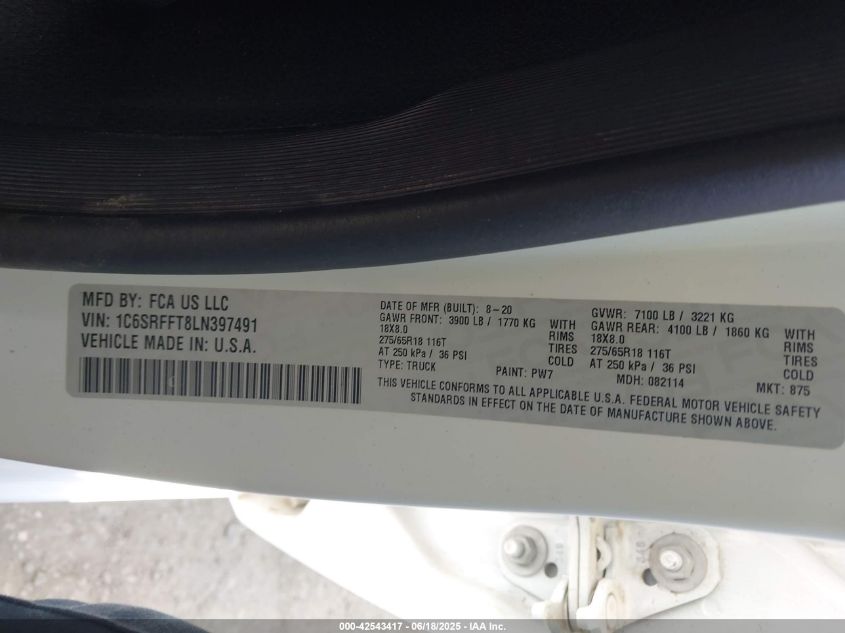 MFD BY: FCA US LLC
VIN: 1C6SRFFT8LN397491
VEHICLE MADE IN: U.S.A.
DATE OF MFR (BUILT): 8-20
GAWR FRONT: 3900 LB / 1770 KG WITH
18X8.0 RIMS
275/65R18 116T TIRES
AT 250 kPa / 36 PSI COLD
TYPE: TRUCK PAINT: PW7
GVWR: 7100 LB / 3221 KG
GAWR REAR: 4100 LB / 1860 KG WITH
18X8.0 RIMS
275/65R18 116T TIRES
AT 250 kPa / 36 PSI COLD
MDH: 082114 MKT: 875
THIS VEHICLE CONFORMS TO ALL APPLICABLE U.S.A. FEDERAL MOTOR VEHICLE SAFETY
STANDARDS IN EFFECT ON THE DATE OF MANUFACTURE SHOWN ABOVE.
000-42543417 - 06/18/2025 - IAA Inc.